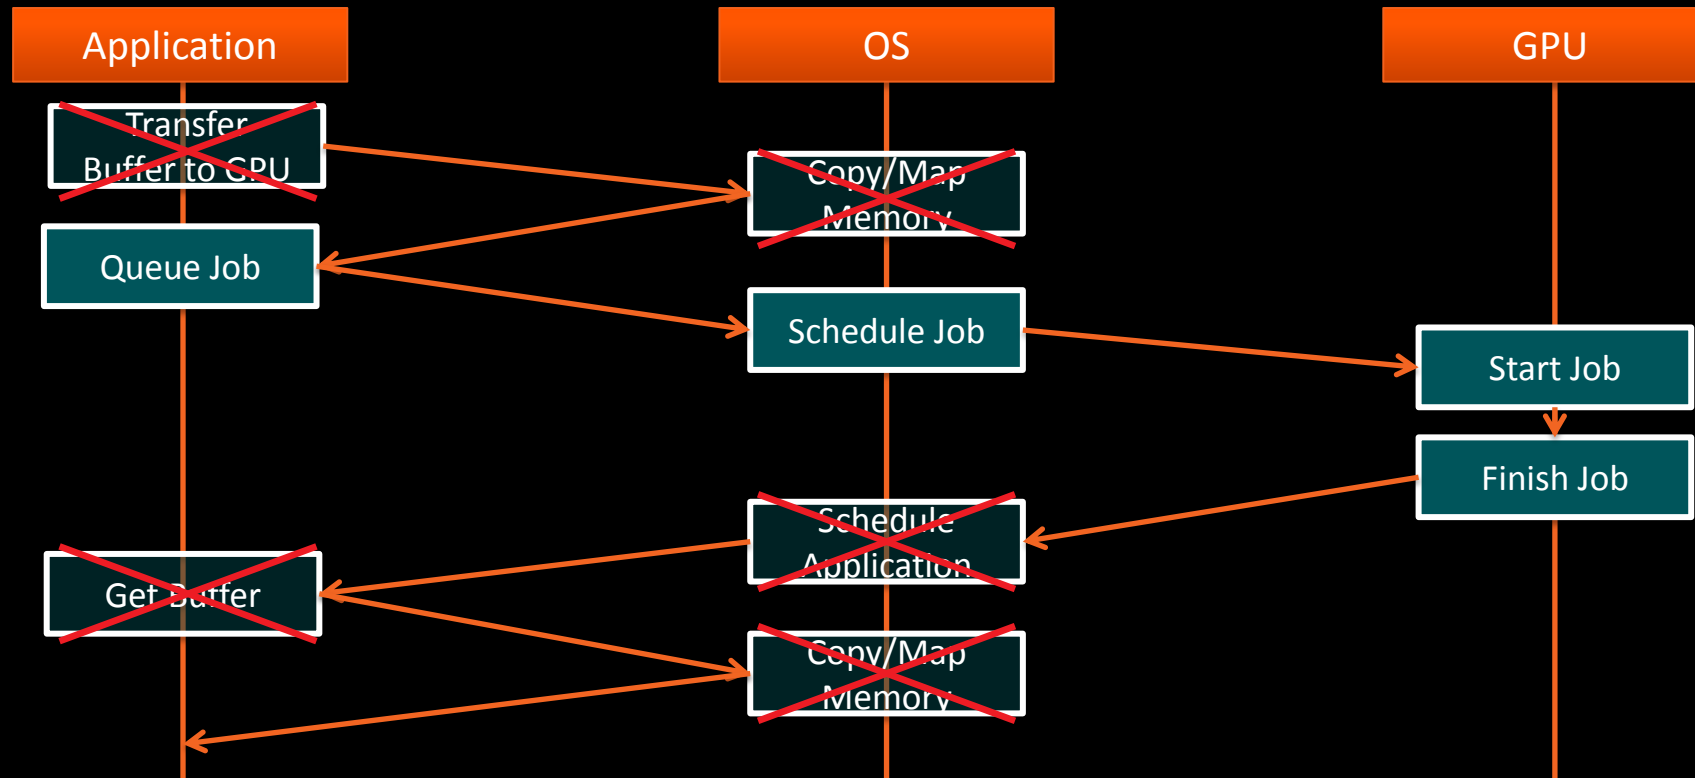 Application
OS
GPU
Transfer
Buffer to GPU
Copy/Map
Memory
Queue Job
Schedule Job
Start Job
Finish Job
Schedule
Application
Get Buffer
Copy/Map
Memory